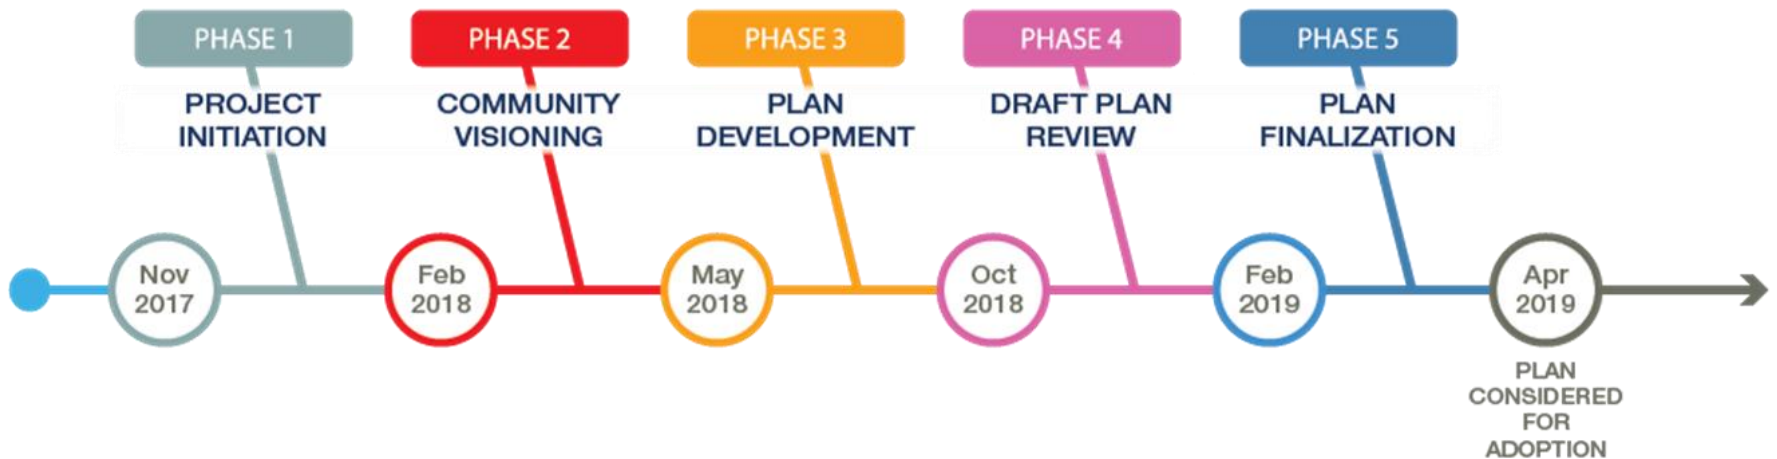 PHASE 1
PROJECT
INITIATION
PHASE 2
COMMUNITY
VISIONING
PHASE 3
PLAN
DEVELOPMENT
PHASE 4
DRAFT PLAN
REVIEW
PHASE 5
PLAN
FINALIZATION
Nov
2017
Feb
2018
May
2018
Oct
2018
Feb
2019
Apr
2019
PLAN
CONSIDERED
FOR
ADOPTION